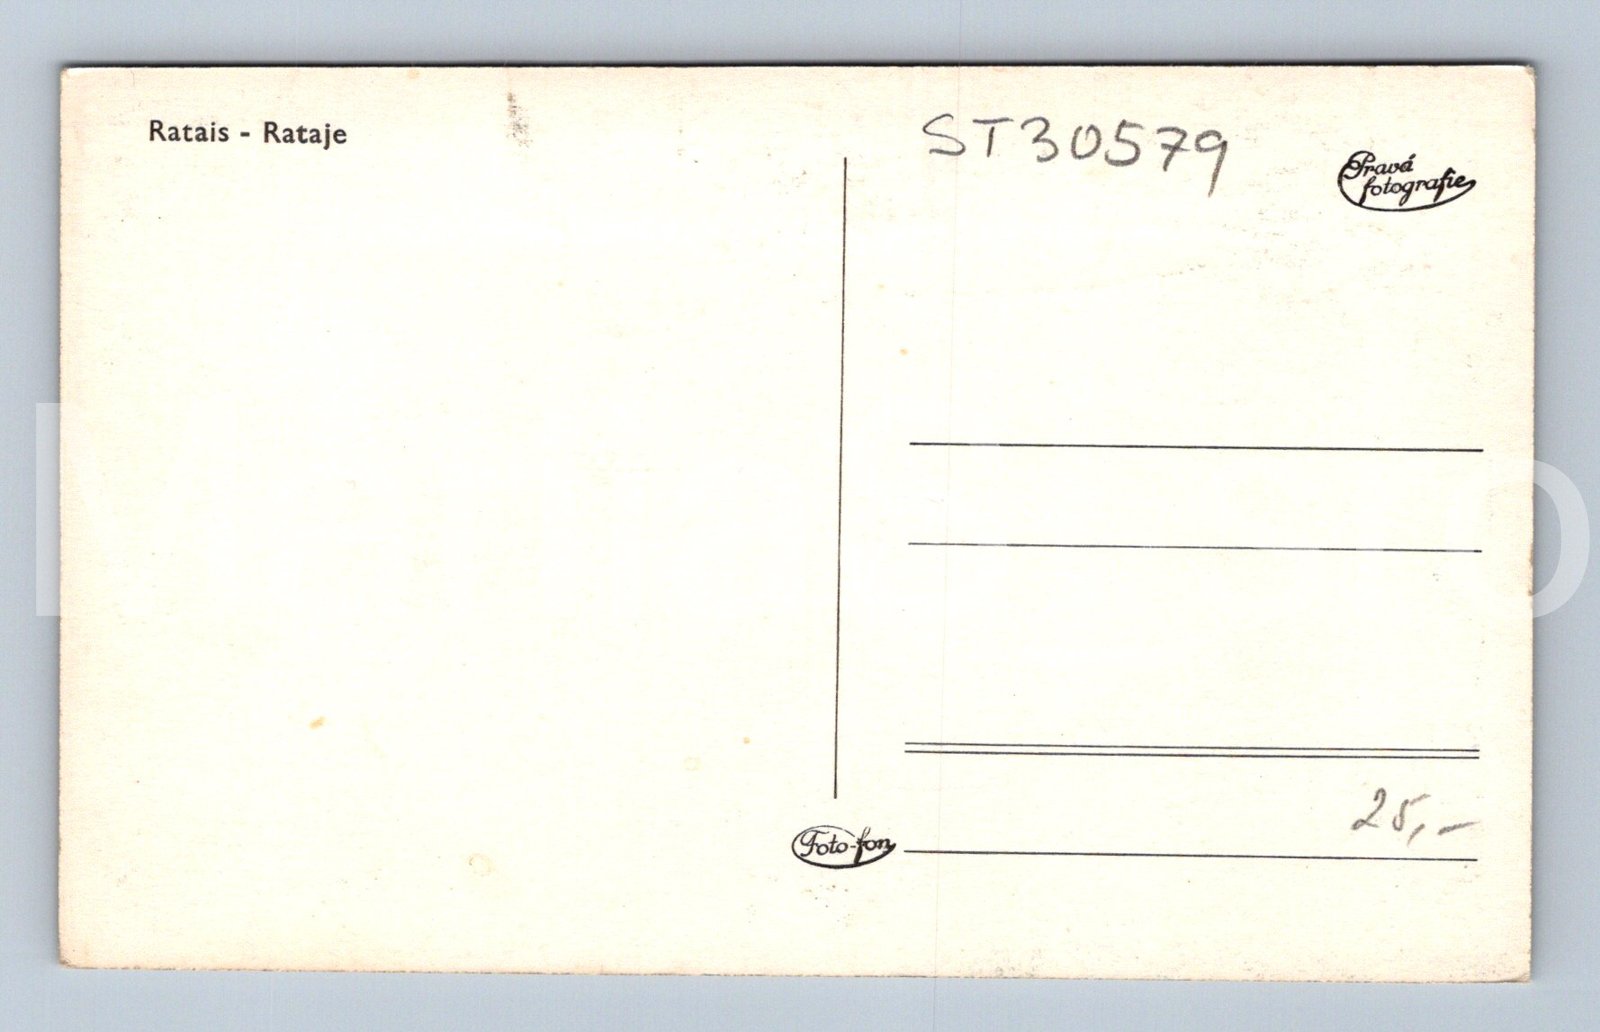 Ratais - Rataje
ST30579
Pravá
fotografie
25,-
Foto-fon